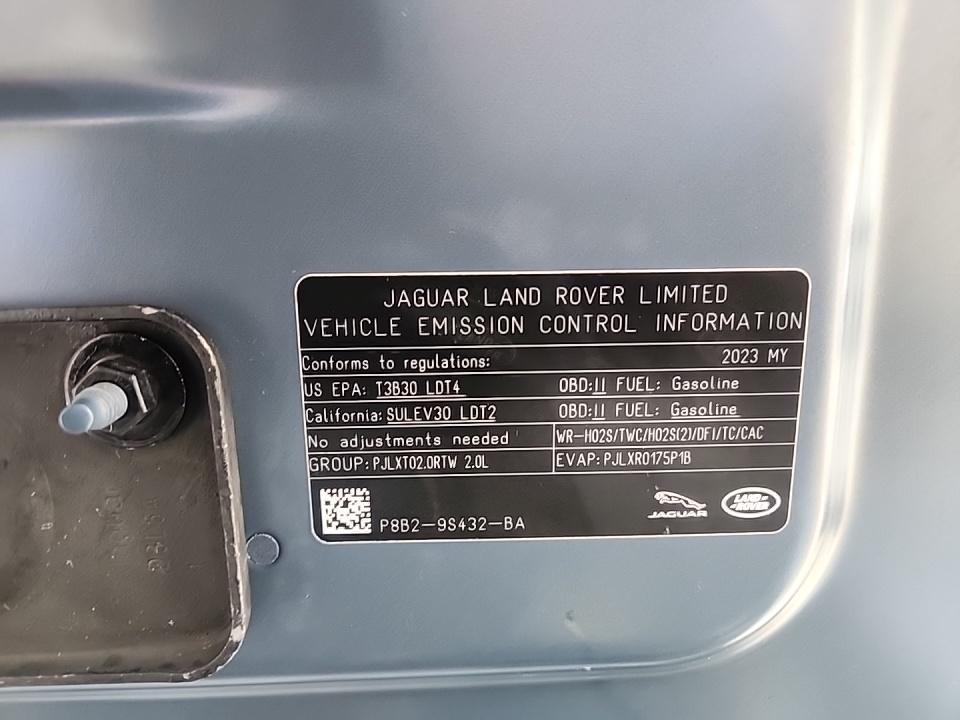 JAGUAR LAND ROVER LIMITED
VEHICLE EMISSION CONTROL INFORMATION
Conforms to regulations: 2023 MY
US EPA: T3B30 LDT4 OBD:II FUEL: Gasoline
California: SULEV30 LDT2 OBD:II FUEL: Gasoline
No adjustments needed WR-HO2S/TWC/HO2S(2)/DFI/TC/CAC
GROUP: PJLXT02.0RTW 2.0L EVAP: PJLXR0175P1B
P8B2-9S432-BA
JAGUAR
LAND ROVER